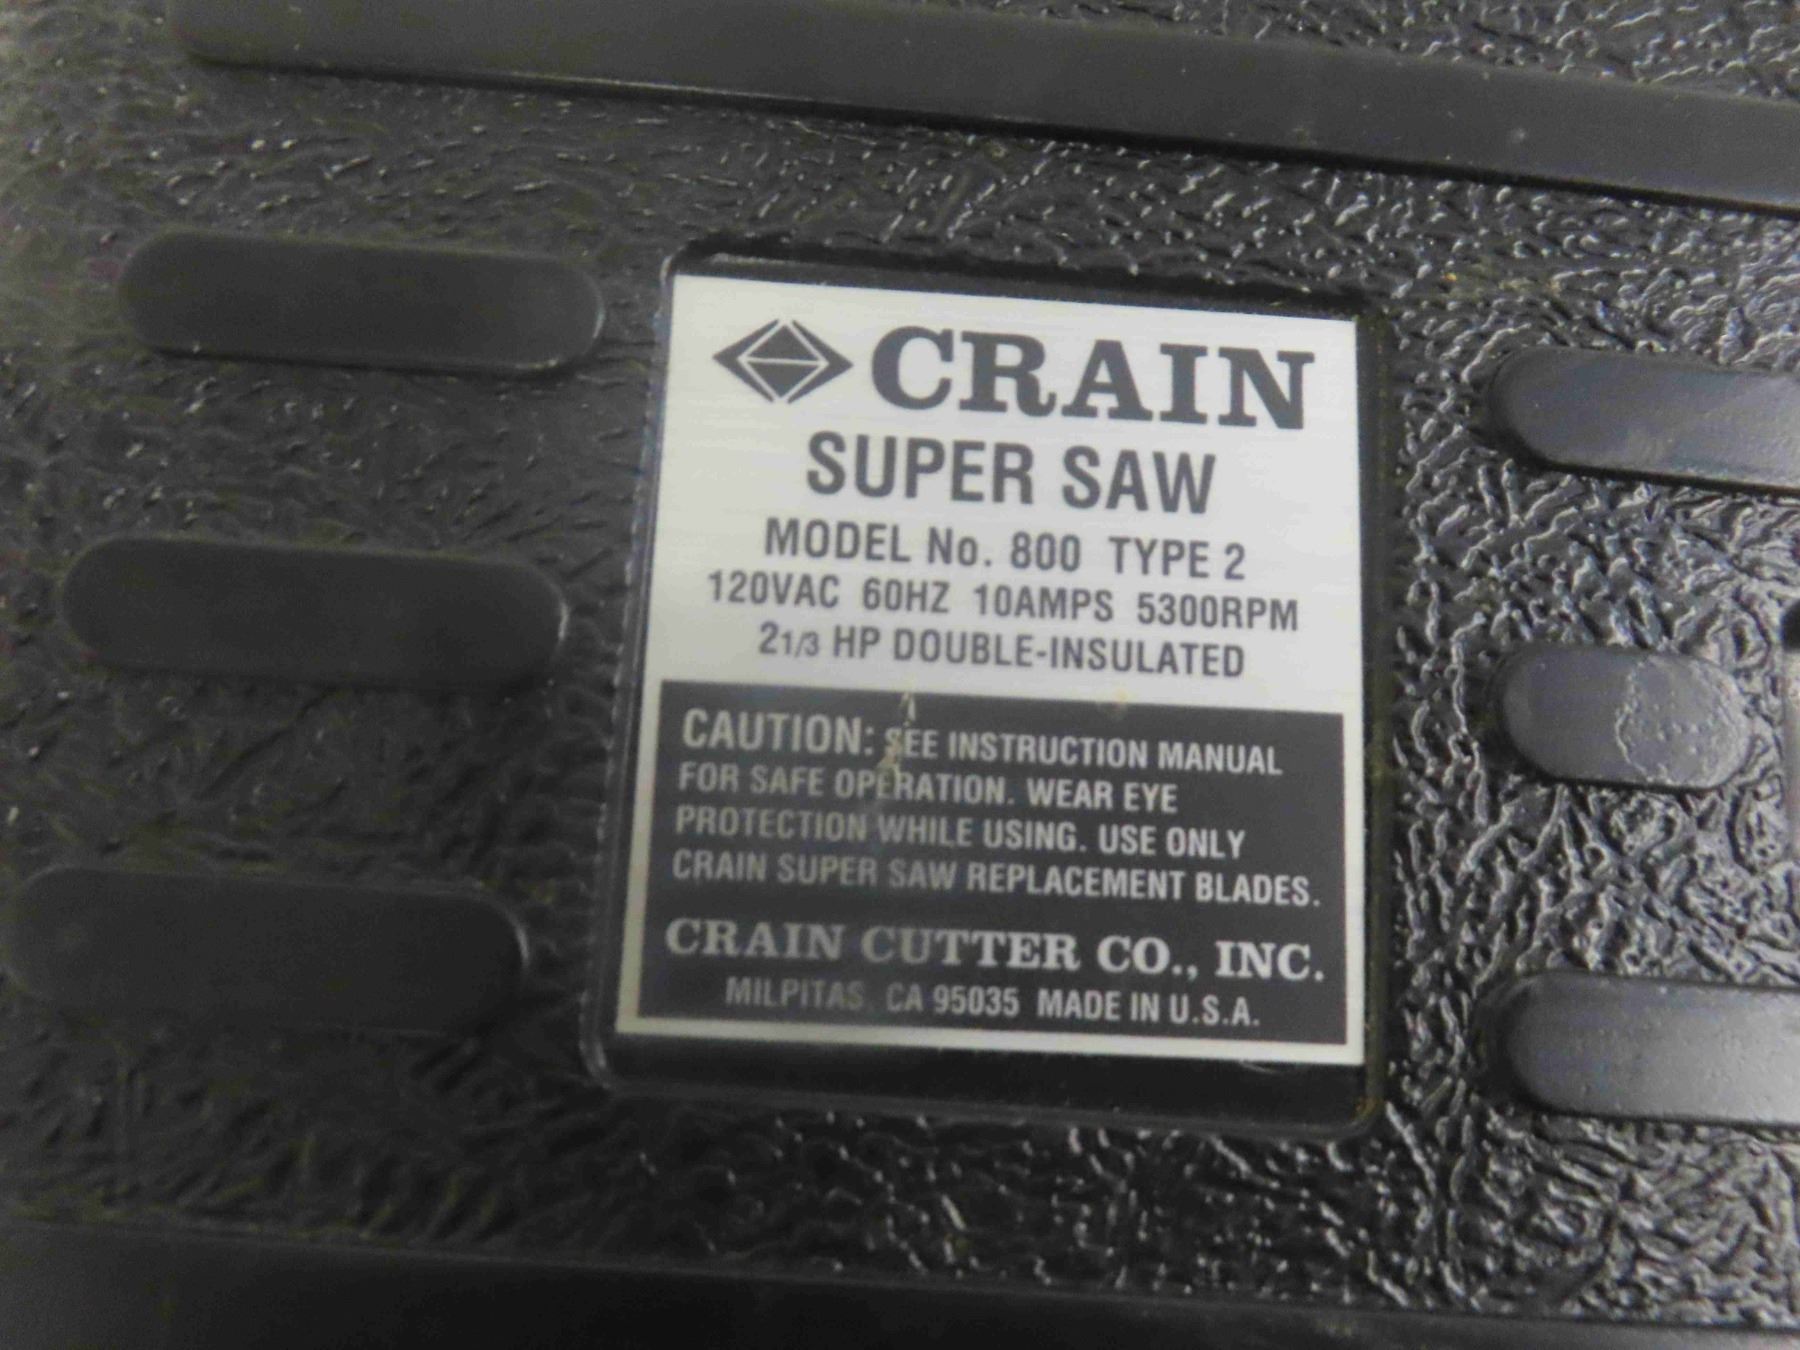 CRAIN
SUPER SAW
MODEL No. 800 TYPE 2
120VAC 60HZ 10AMPS 5300RPM
2 1/3 HP DOUBLE-INSULATED
CAUTION: SEE INSTRUCTION MANUAL
FOR SAFE OPERATION. WEAR EYE
PROTECTION WHILE USING. USE ONLY
CRAIN SUPER SAW REPLACEMENT BLADES.
CRAIN CUTTER CO., INC.
MILPITAS, CA 95035 MADE IN U.S.A.